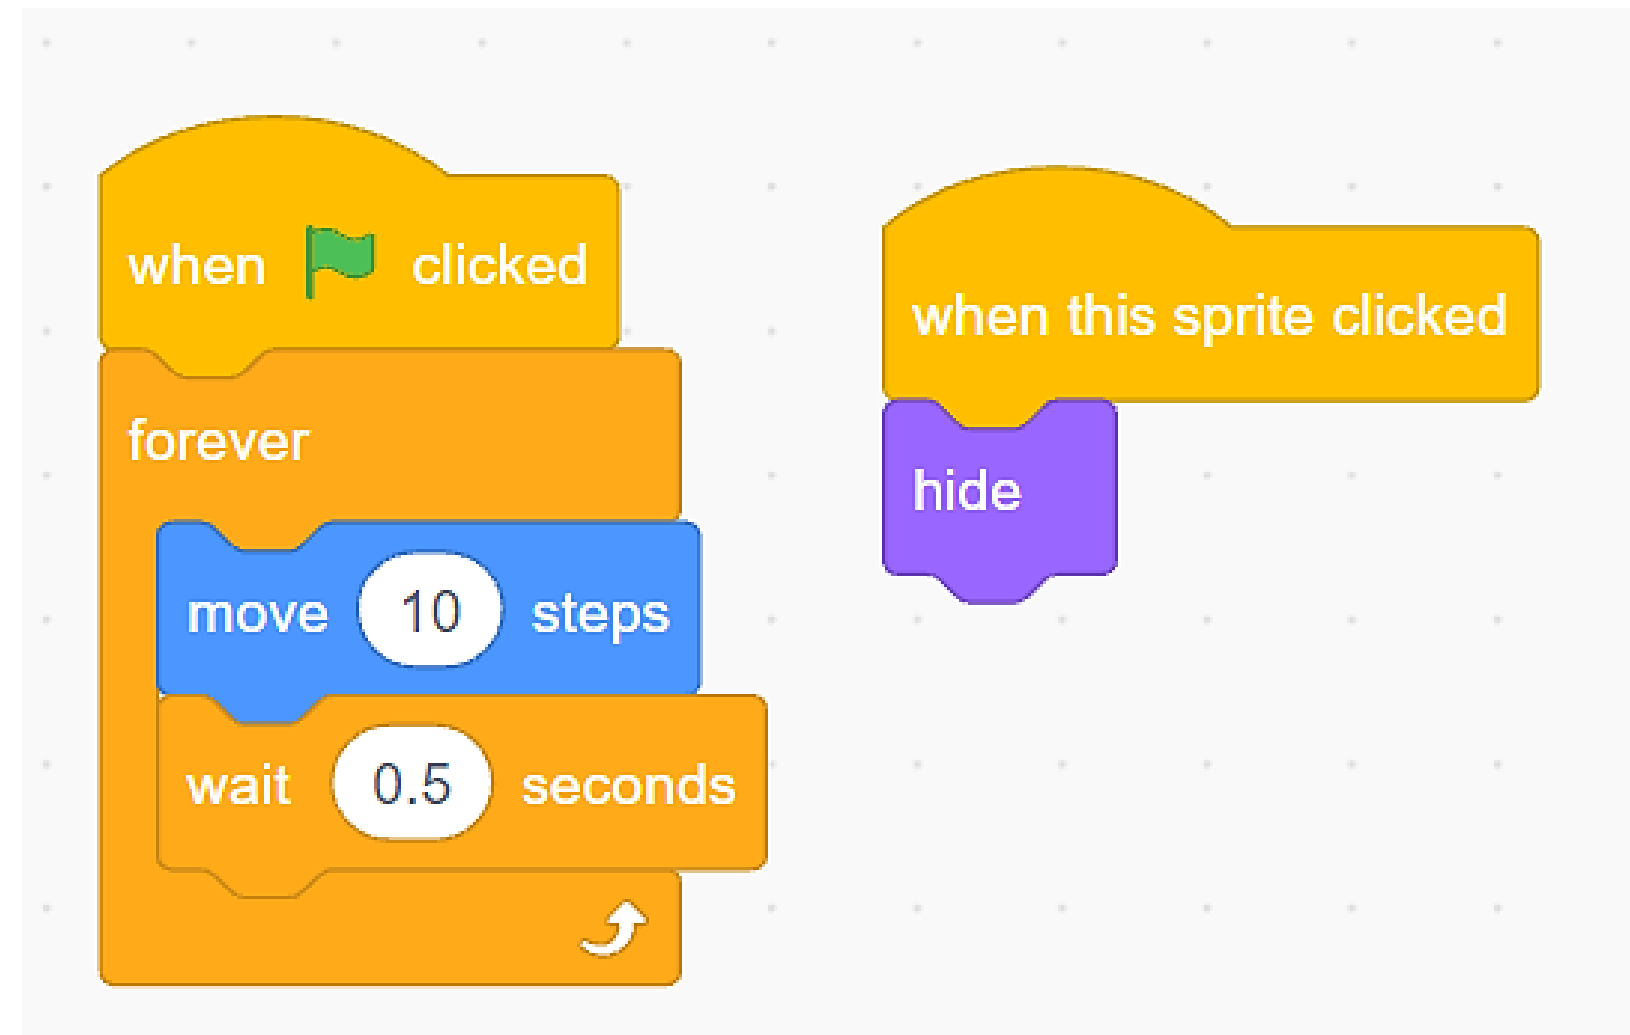 when clicked
forever
move 10 steps
wait 0.5 seconds
when this sprite clicked
hide